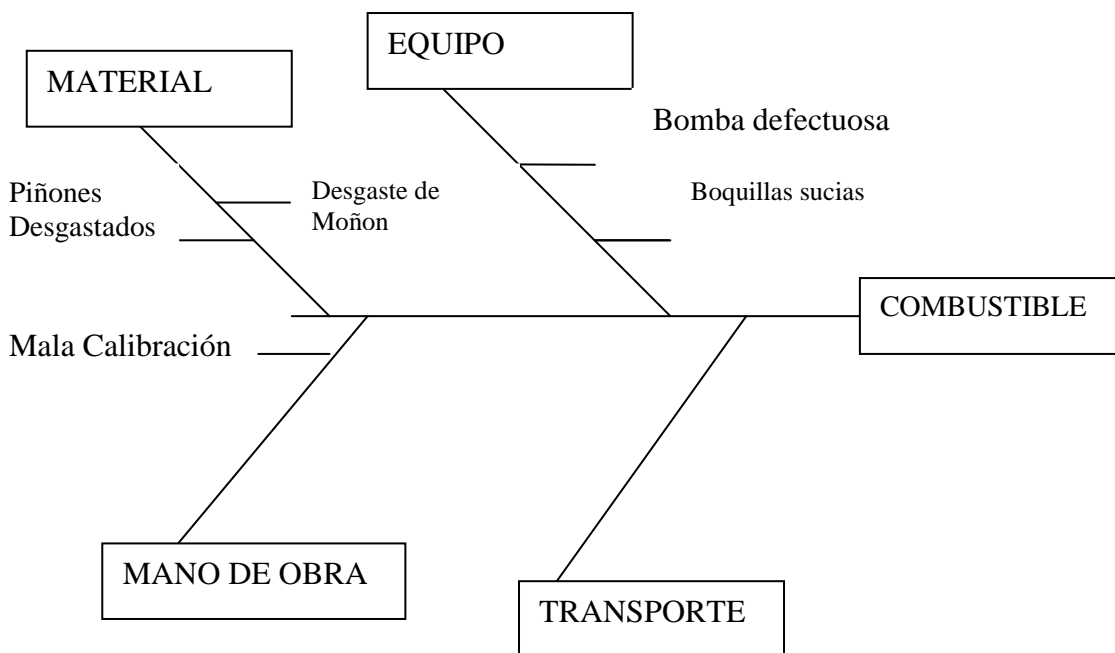 EQUIPO
MATERIAL
Bomba defectuosa
Piñones
Desgastados
Desgaste de
Moñon
Boquillas sucias
COMBUSTIBLE
Mala Calibración
MANO DE OBRA
TRANSPORTE